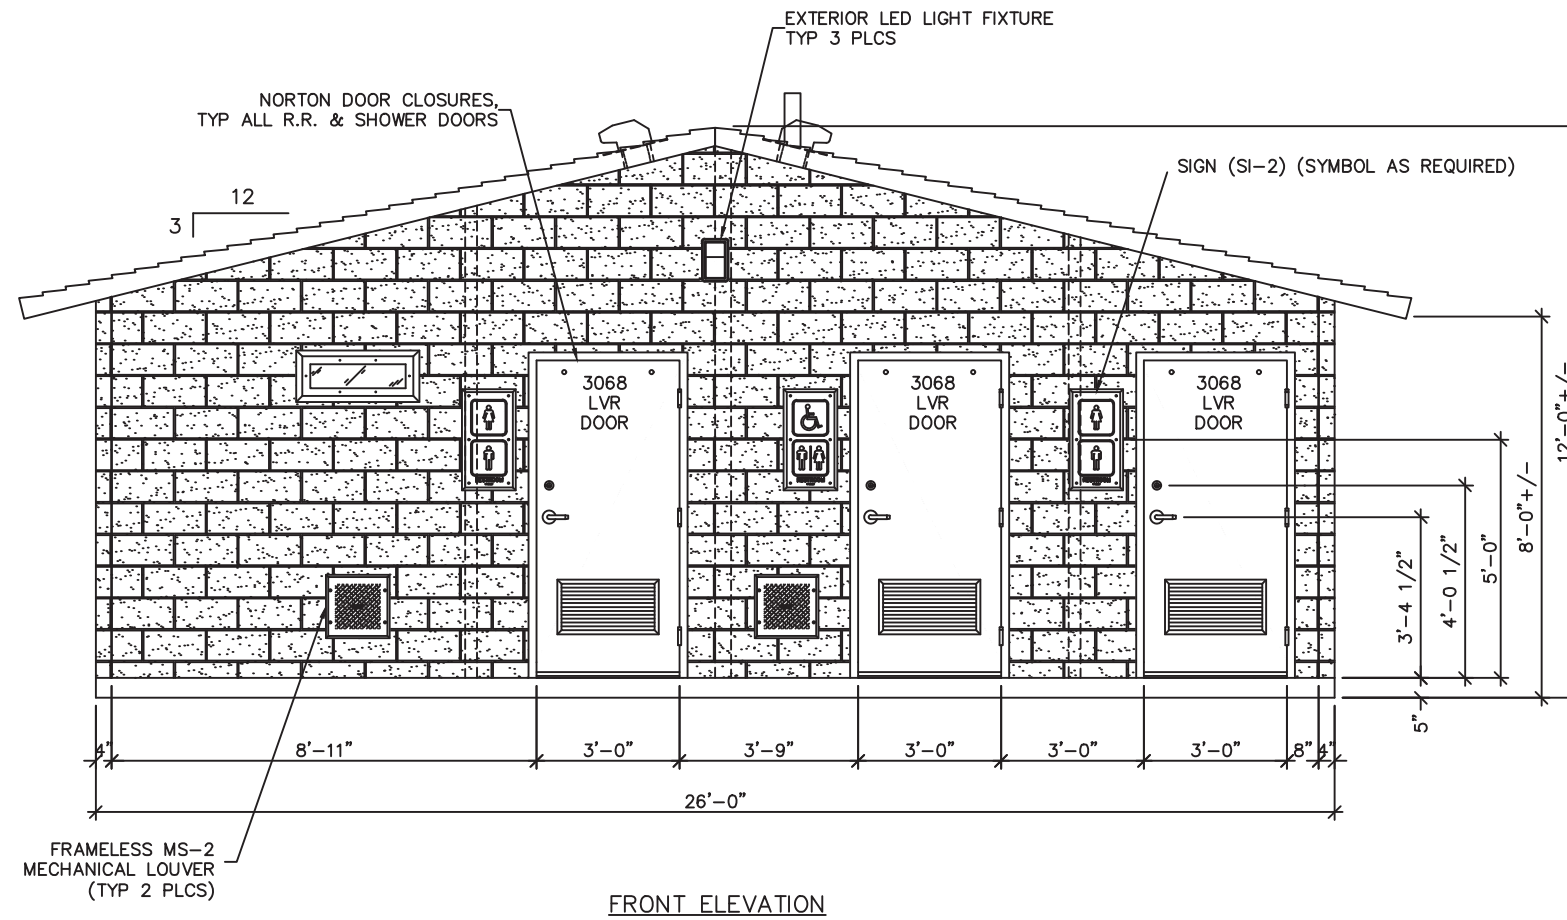 EXTERIOR LED LIGHT FIXTURE
TYP 3 PLCS
NORTON DOOR CLOSURES,
TYP ALL R.R. & SHOWER DOORS
SIGN (SI-2) (SYMBOL AS REQUIRED)
12
3
3068
LVR
DOOR
3068
LVR
DOOR
3068
LVR
DOOR
12'-0"+/-
8'-0"+/-
5'-0"
4'-0 1/2"
3'-4 1/2"
5"
4"
8'-11"
3'-0"
3'-9"
3'-0"
3'-0"
3'-0"
8"
4"
26'-0"
FRAMELESS MS-2
MECHANICAL LOUVER
(TYP 2 PLCS)
FRONT ELEVATION